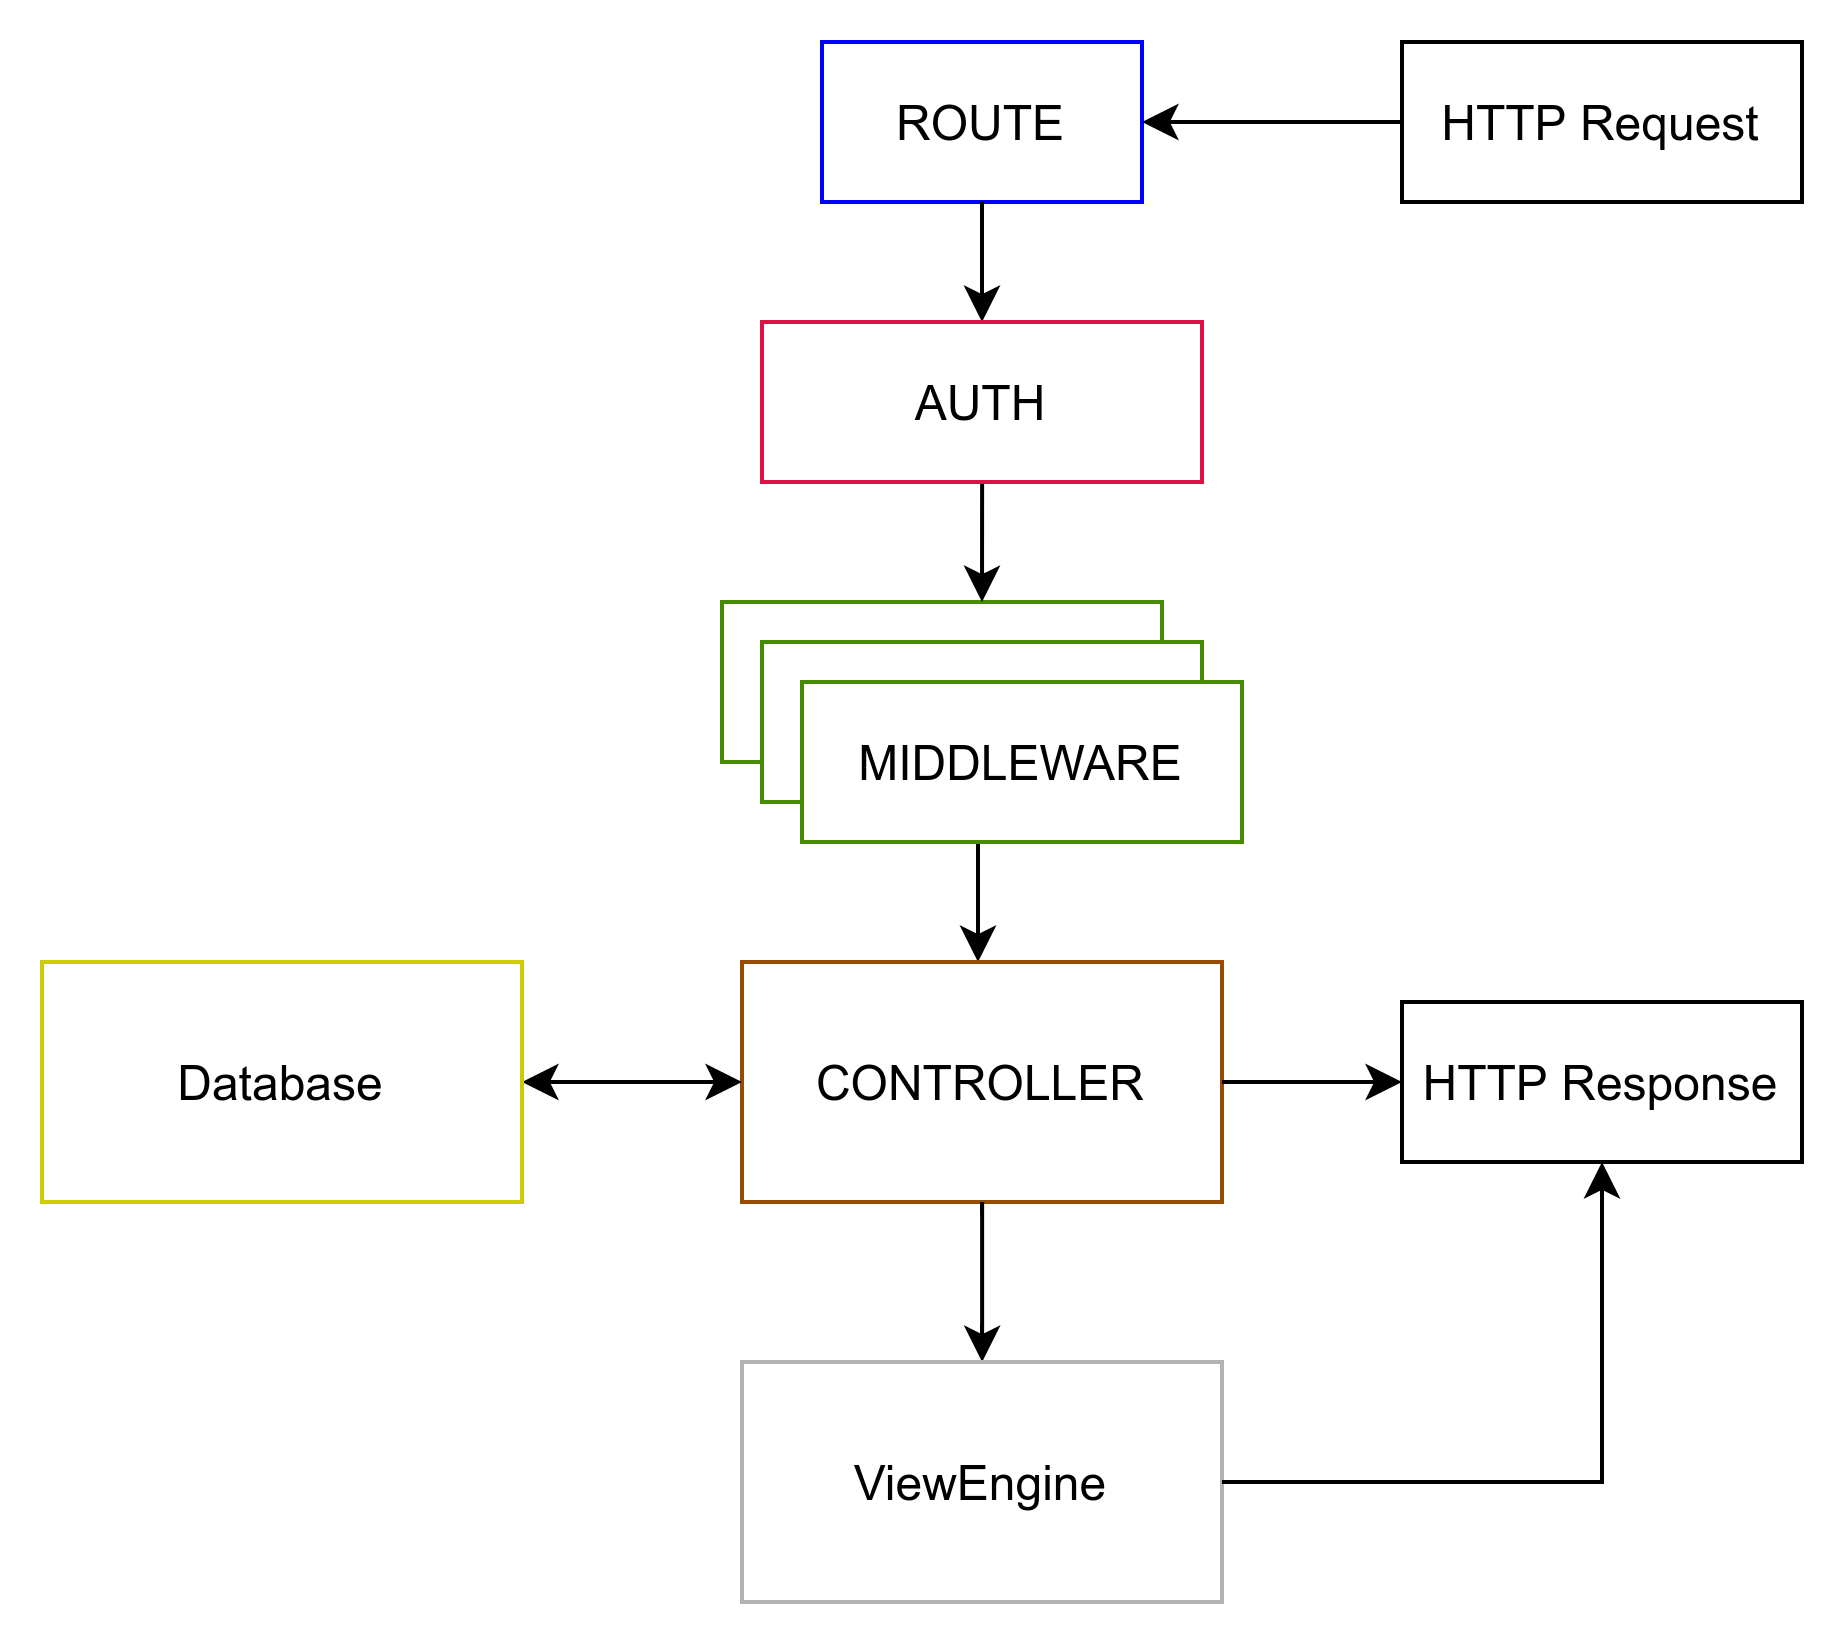 ROUTE
HTTP Request
AUTH
MIDDLEWARE
Database
CONTROLLER
HTTP Response
ViewEngine